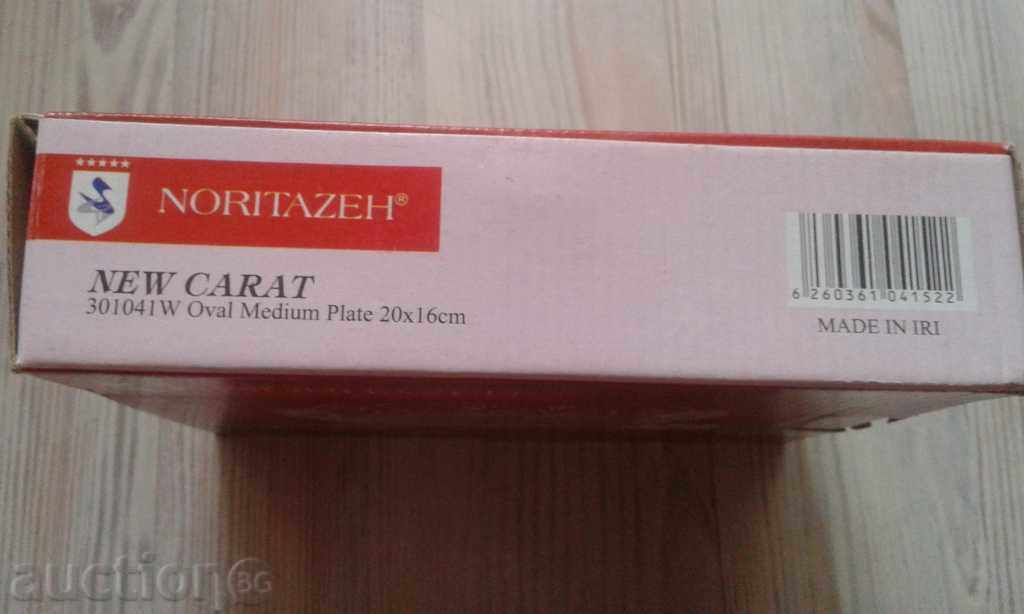 NORITAZEH®
NEW CARAT
301041W Oval Medium Plate 20x16cm
6 260361 041522
MADE IN IRI
auction BG